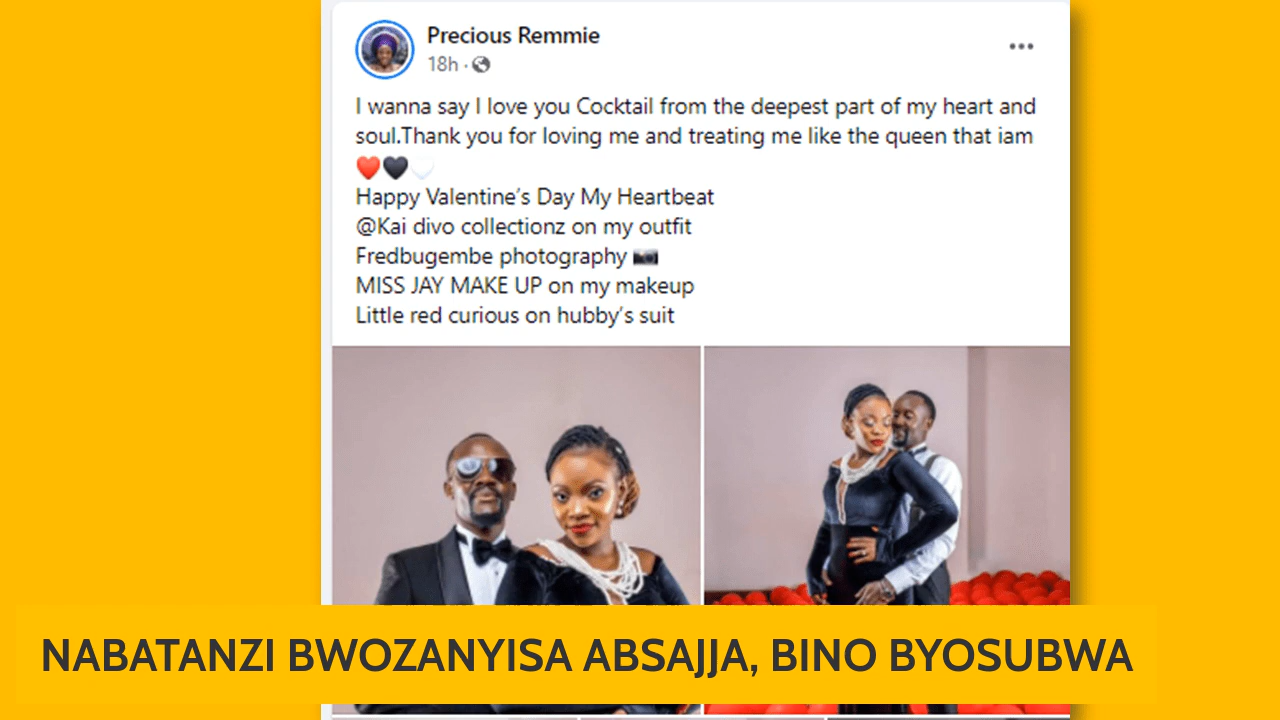 Precious Remmie
18h ·
I wanna say I love you Cocktail from the deepest part of my heart and
soul.Thank you for loving me and treating me like the queen that iam
❤️🖤🤍
Happy Valentine’s Day My Heartbeat
@Kai divo collectionz on my outfit
Fredbugembe photography 📷
MISS JAY MAKE UP on my makeup
Little red curious on hubby’s suit
NABATANZI BWOZANYISA ABSAJJA, BINO BYOSUBWA